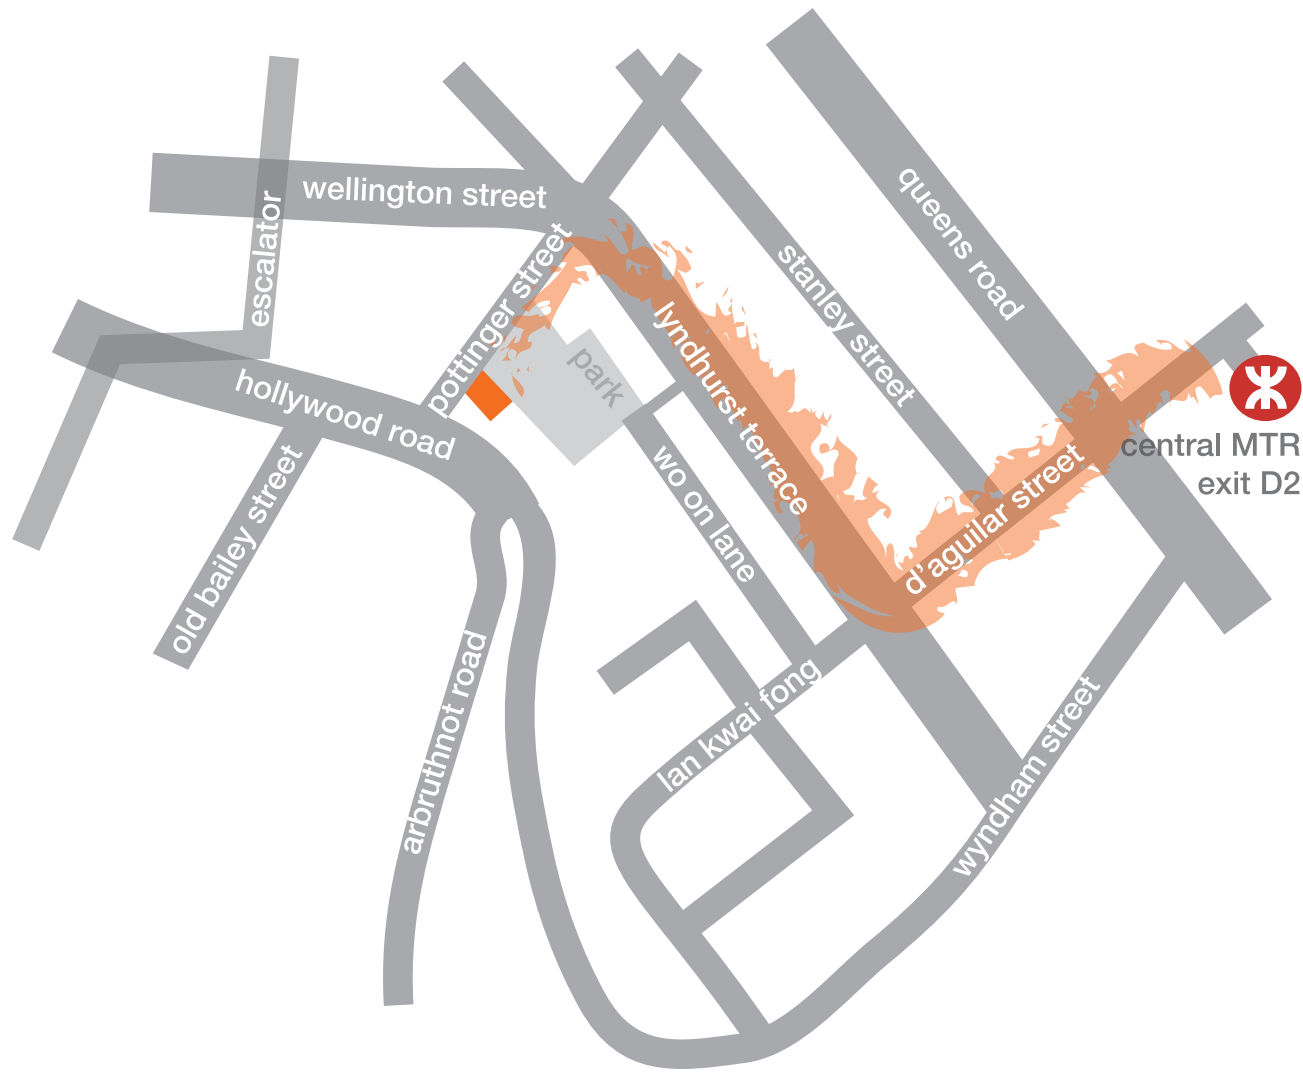 wellington street
escalator
pottinger street
hollywood road
old bailey street
arbruthnot road
park
wo on lane
lyndhurst terrace
stanley street
queens road
d'aguilar street
central MTR
exit D2
lan kwai fong
wyndham street